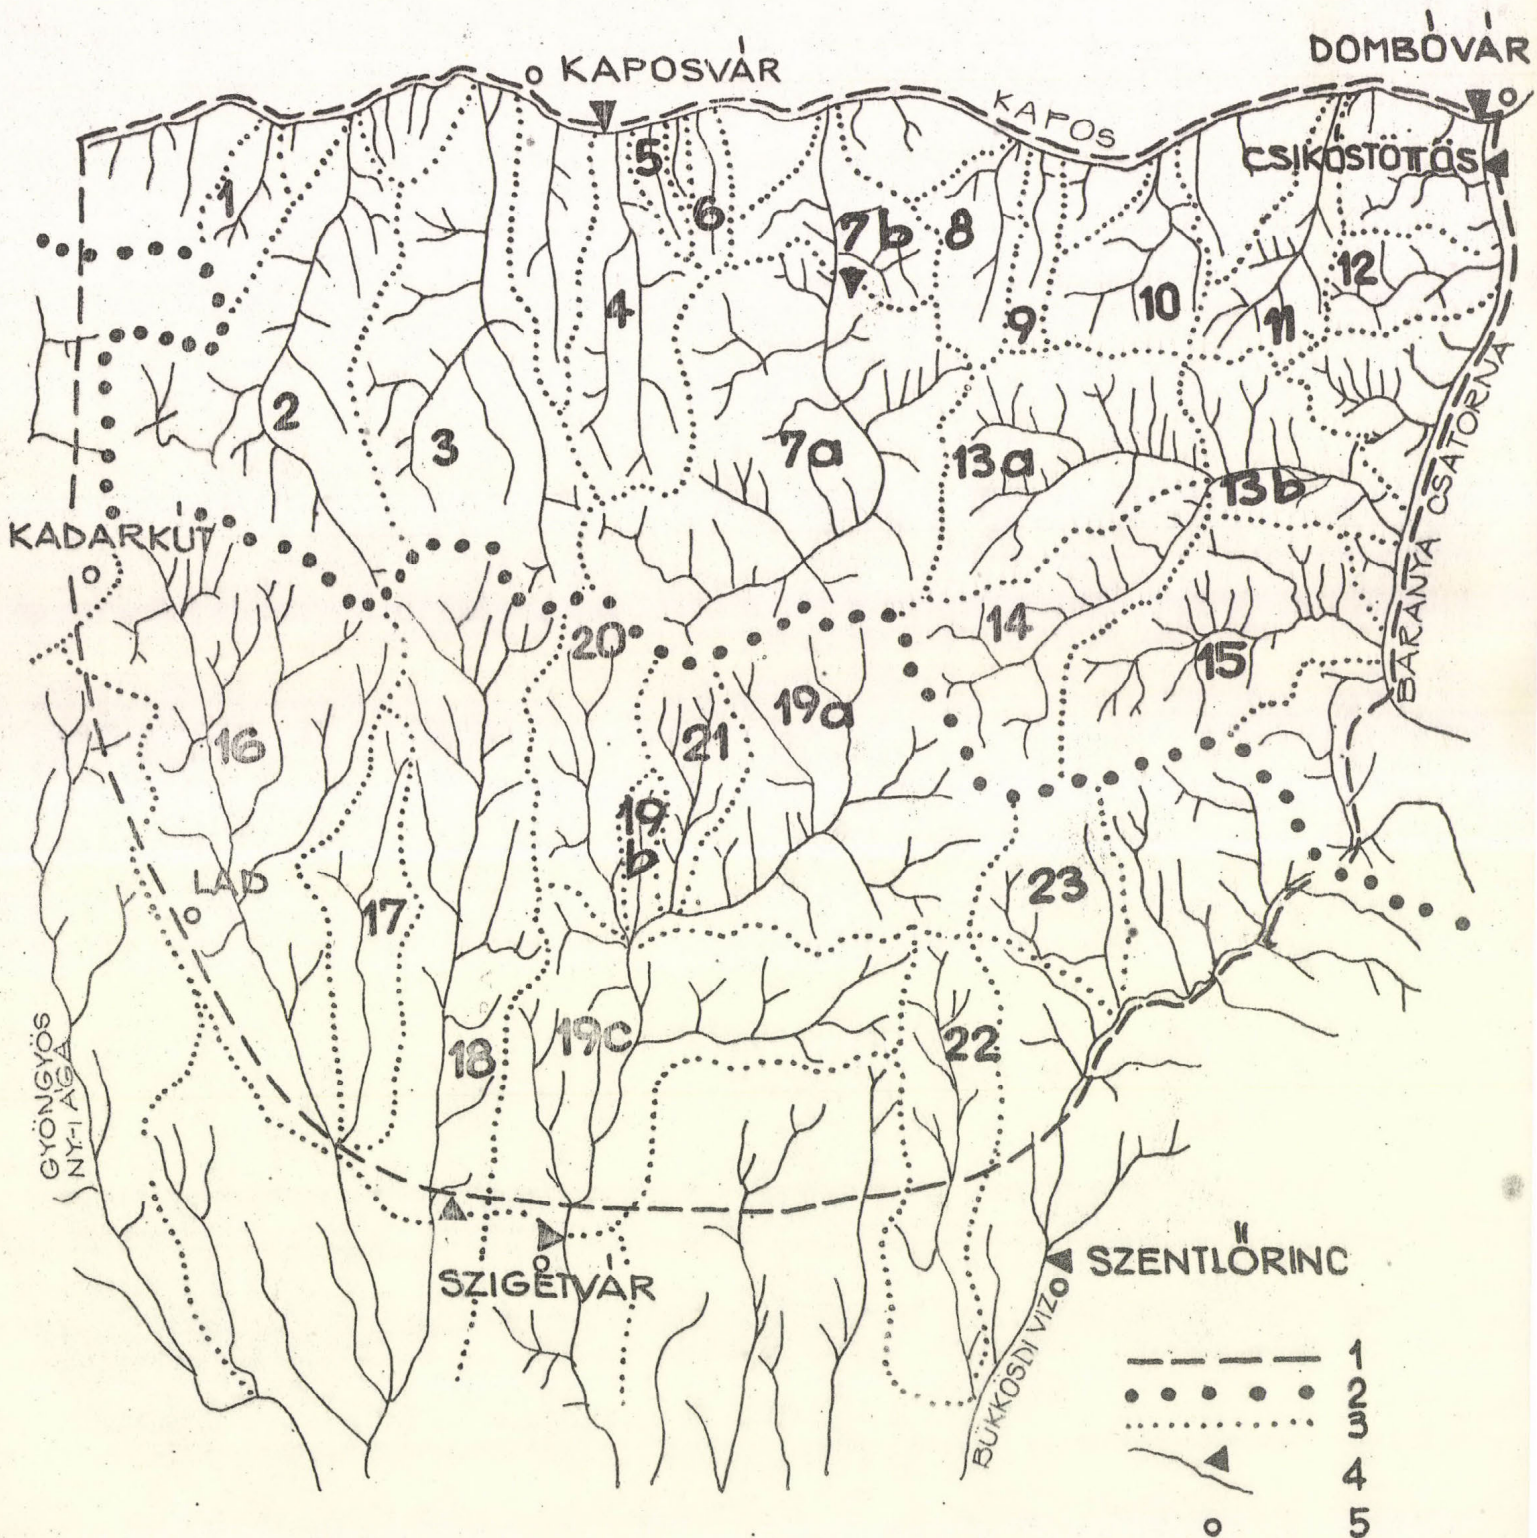 DOMBÓVÁR
KAPOSVÁR
KAPOS
CSIKÓSTŐTTŐS
1
5
6
7b
8
4
9
10
11
12
2
3
7a
13a
13b
BARANYA CSATORNA
KADARKÚT
20
14
15
16
21
19a
19
b
LAD
17
23
GYÖNGYÖS
NY-I ÁGA
18
19c
22
SZIGETVÁR
SZENTLŐRINC
BÜKKÖSDI VIZ
1
2
3
4
5